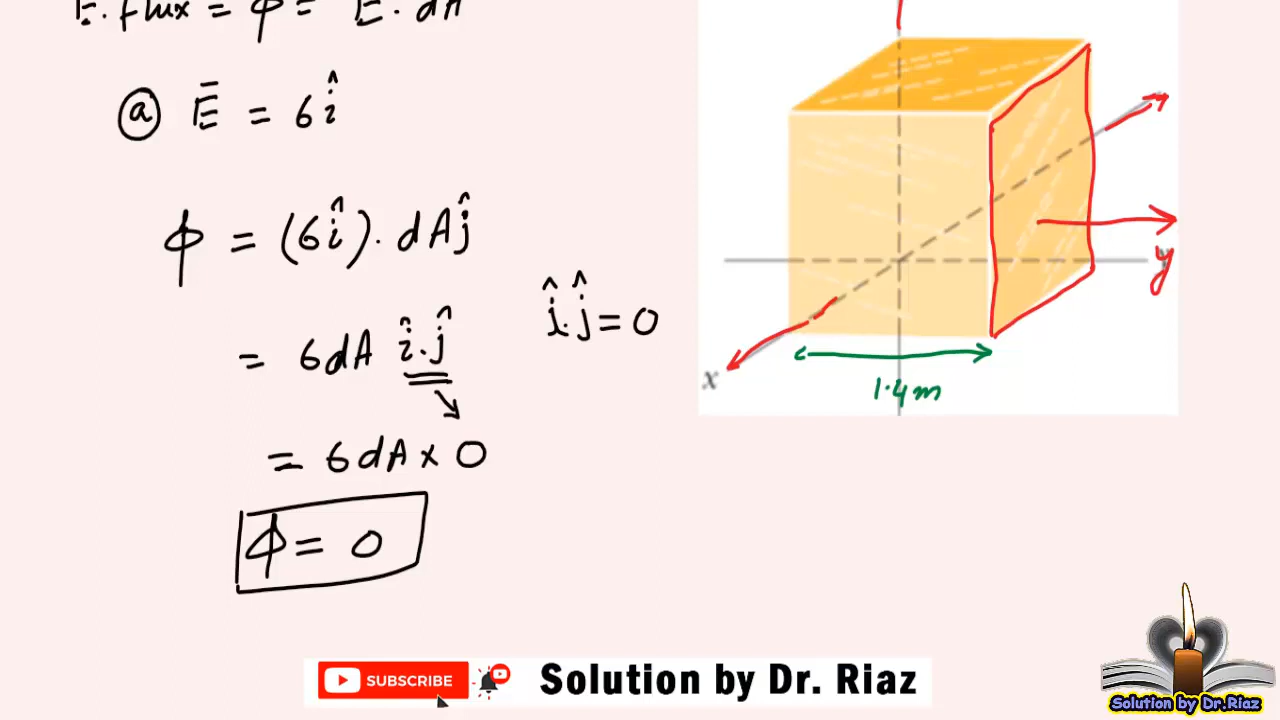 E. flux = ϕ = E . dA
ⓐ E̅ = 6î
ϕ = (6î). dAĵ
= 6dA î.ĵ
î.ĵ = 0
= 6dA × 0
ϕ = 0
y
x
1.4m
SUBSCRIBE
Solution by Dr. Riaz
Solution by Dr.Riaz